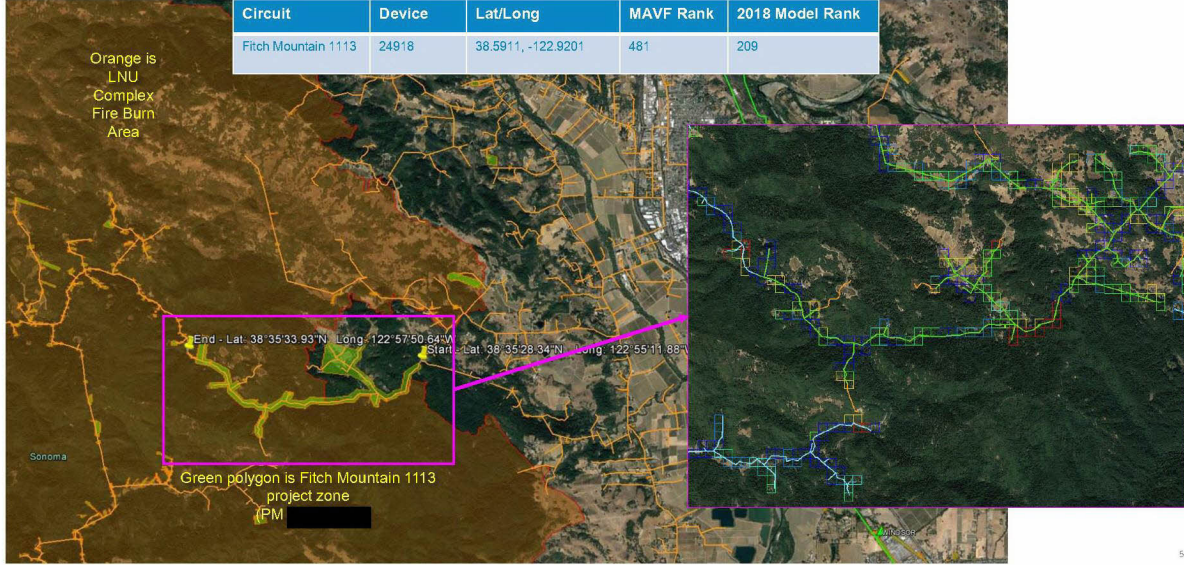 Circuit Device Lat/Long MAVF Rank 2018 Model Rank
Fitch Mountain 1113 24918 38.5911, -122.9201 481 209
Orange is
LNU
Complex
Fire Burn
Area
End - Lat: 38°35'33.93"N, Long: 122°57'50.64"W
Start - Lat: 38°35'28.34"N, Long: 122°55'11.88"W
Sonoma
Green polygon is Fitch Mountain 1113
project zone
(PM
WINDSOR
5